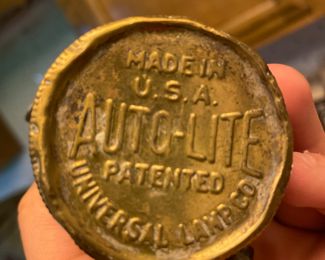 MADE IN
U.S.A.
AUTO-LITE
PATENTED
UNIVERSAL LAMP CO